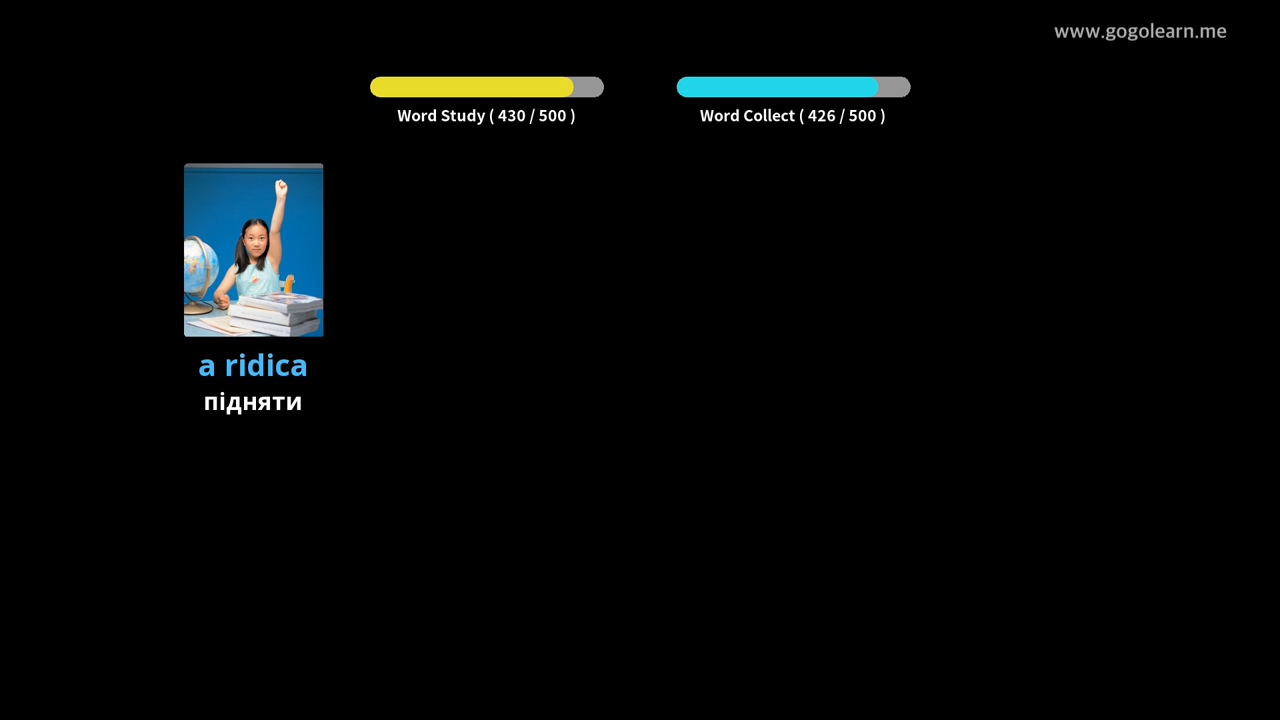 www.gogolearn.me
Word Study ( 430 / 500 )
Word Collect ( 426 / 500 )
a ridica
підняти